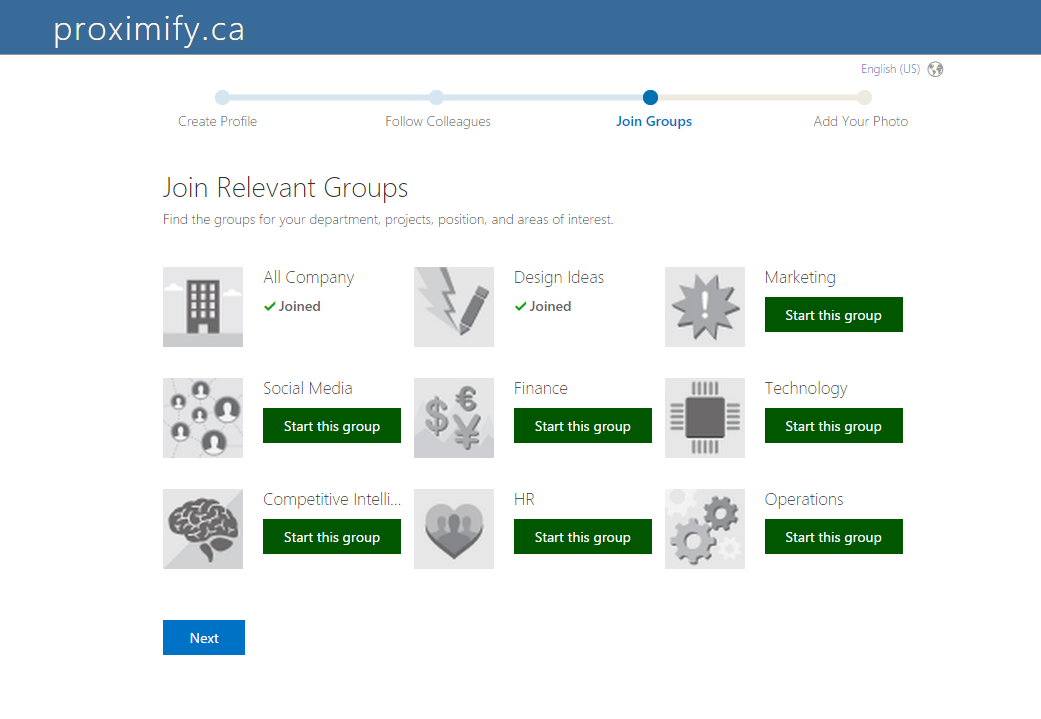 proximify.ca
English (US)
Create Profile
Follow Colleagues
Join Groups
Add Your Photo
Join Relevant Groups
Find the groups for your department, projects, position, and areas of interest.
All Company
Joined
Design Ideas
Joined
Marketing
Start this group
Social Media
Start this group
Finance
Start this group
Technology
Start this group
Competitive Intelli...
Start this group
HR
Start this group
Operations
Start this group
Next